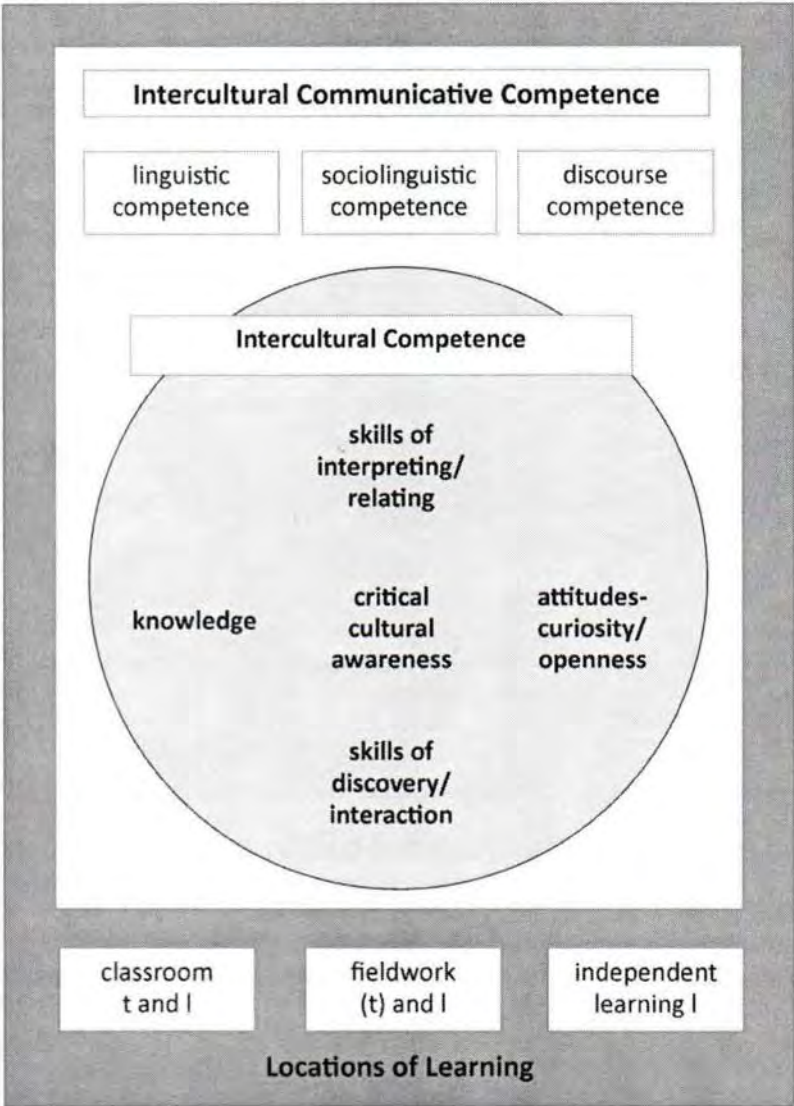 Intercultural Communicative Competence
linguistic
competence
sociolinguistic
competence
discourse
competence
Intercultural Competence
skills of
interpreting/
relating
knowledge
critical
cultural
awareness
attitudes-
curiosity/
openness
skills of
discovery/
interaction
classroom
t and l
fieldwork
(t) and l
independent
learning l
Locations of Learning